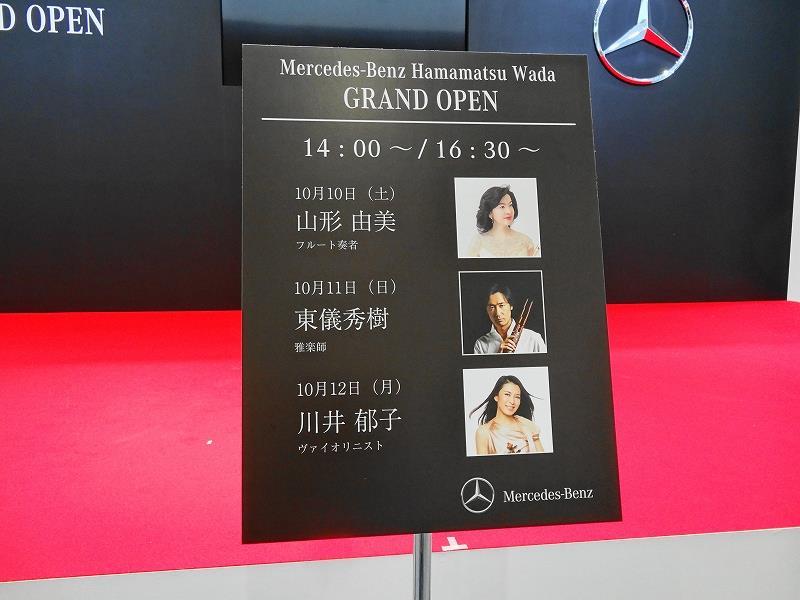 D OPEN
Mercedes-Benz Hamamatsu Wada
GRAND OPEN
14：00 ～ / 16：30 ～
10月10日（土）
山形 由美
フルート奏者
10月11日（日）
東儀秀樹
雅楽師
10月12日（月）
川井 郁子
ヴァイオリニスト
Mercedes-Benz